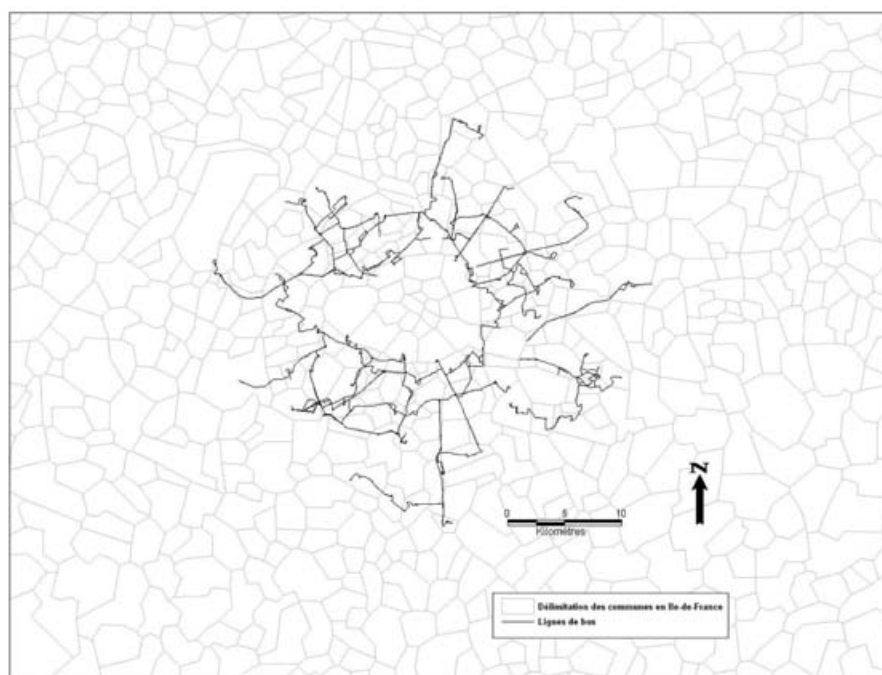 N
0 5 10
Kilomètres
Délimitation des communes en Ile-de-France
Lignes de bus